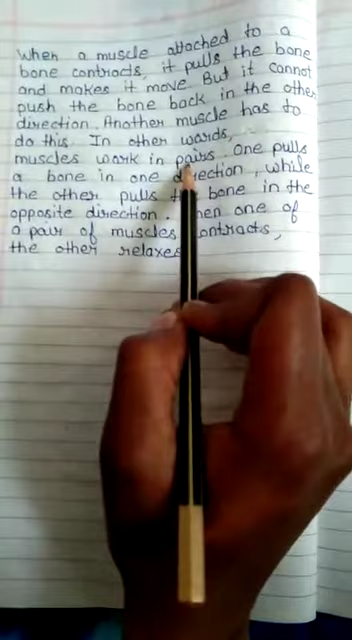 When a muscle attached to a
bone contracts, it pulls the bone
and makes it move. But it cannot
push the bone back in the other
direction. Another muscle has to
do this. In other words,
muscles work in pairs. One pulls
a bone in one direction, while
the other pulls bone in the
opposite direction. one of
a pair of muscles contracts,
the other relaxes